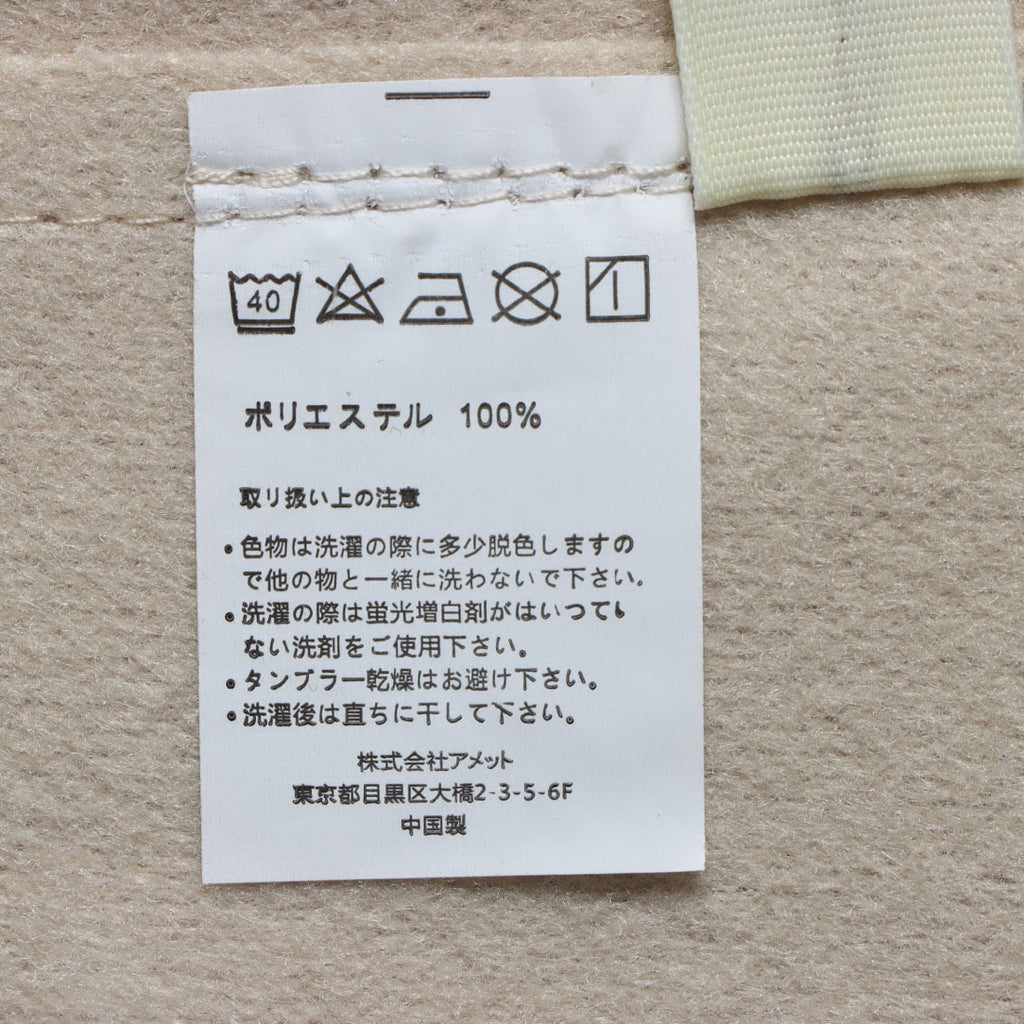 40
ポリエステル 100%
取り扱い上の注意
・色物は洗濯の際に多少脱色しますの
で他の物と一緒に洗わないで下さい。
・洗濯の際は蛍光増白剤がはいつてい
ない洗剤をご使用下さい。
・タンブラー乾燥はお避け下さい。
・洗濯後は直ちに干して下さい。
株式会社アメット
東京都目黒区大橋2-3-5-6F
中国製